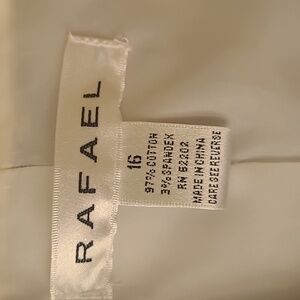 RAFAEL
16
97% COTTON
3% SPANDEX
RN 62202
MADE IN CHINA
CARE SEE REVERSE